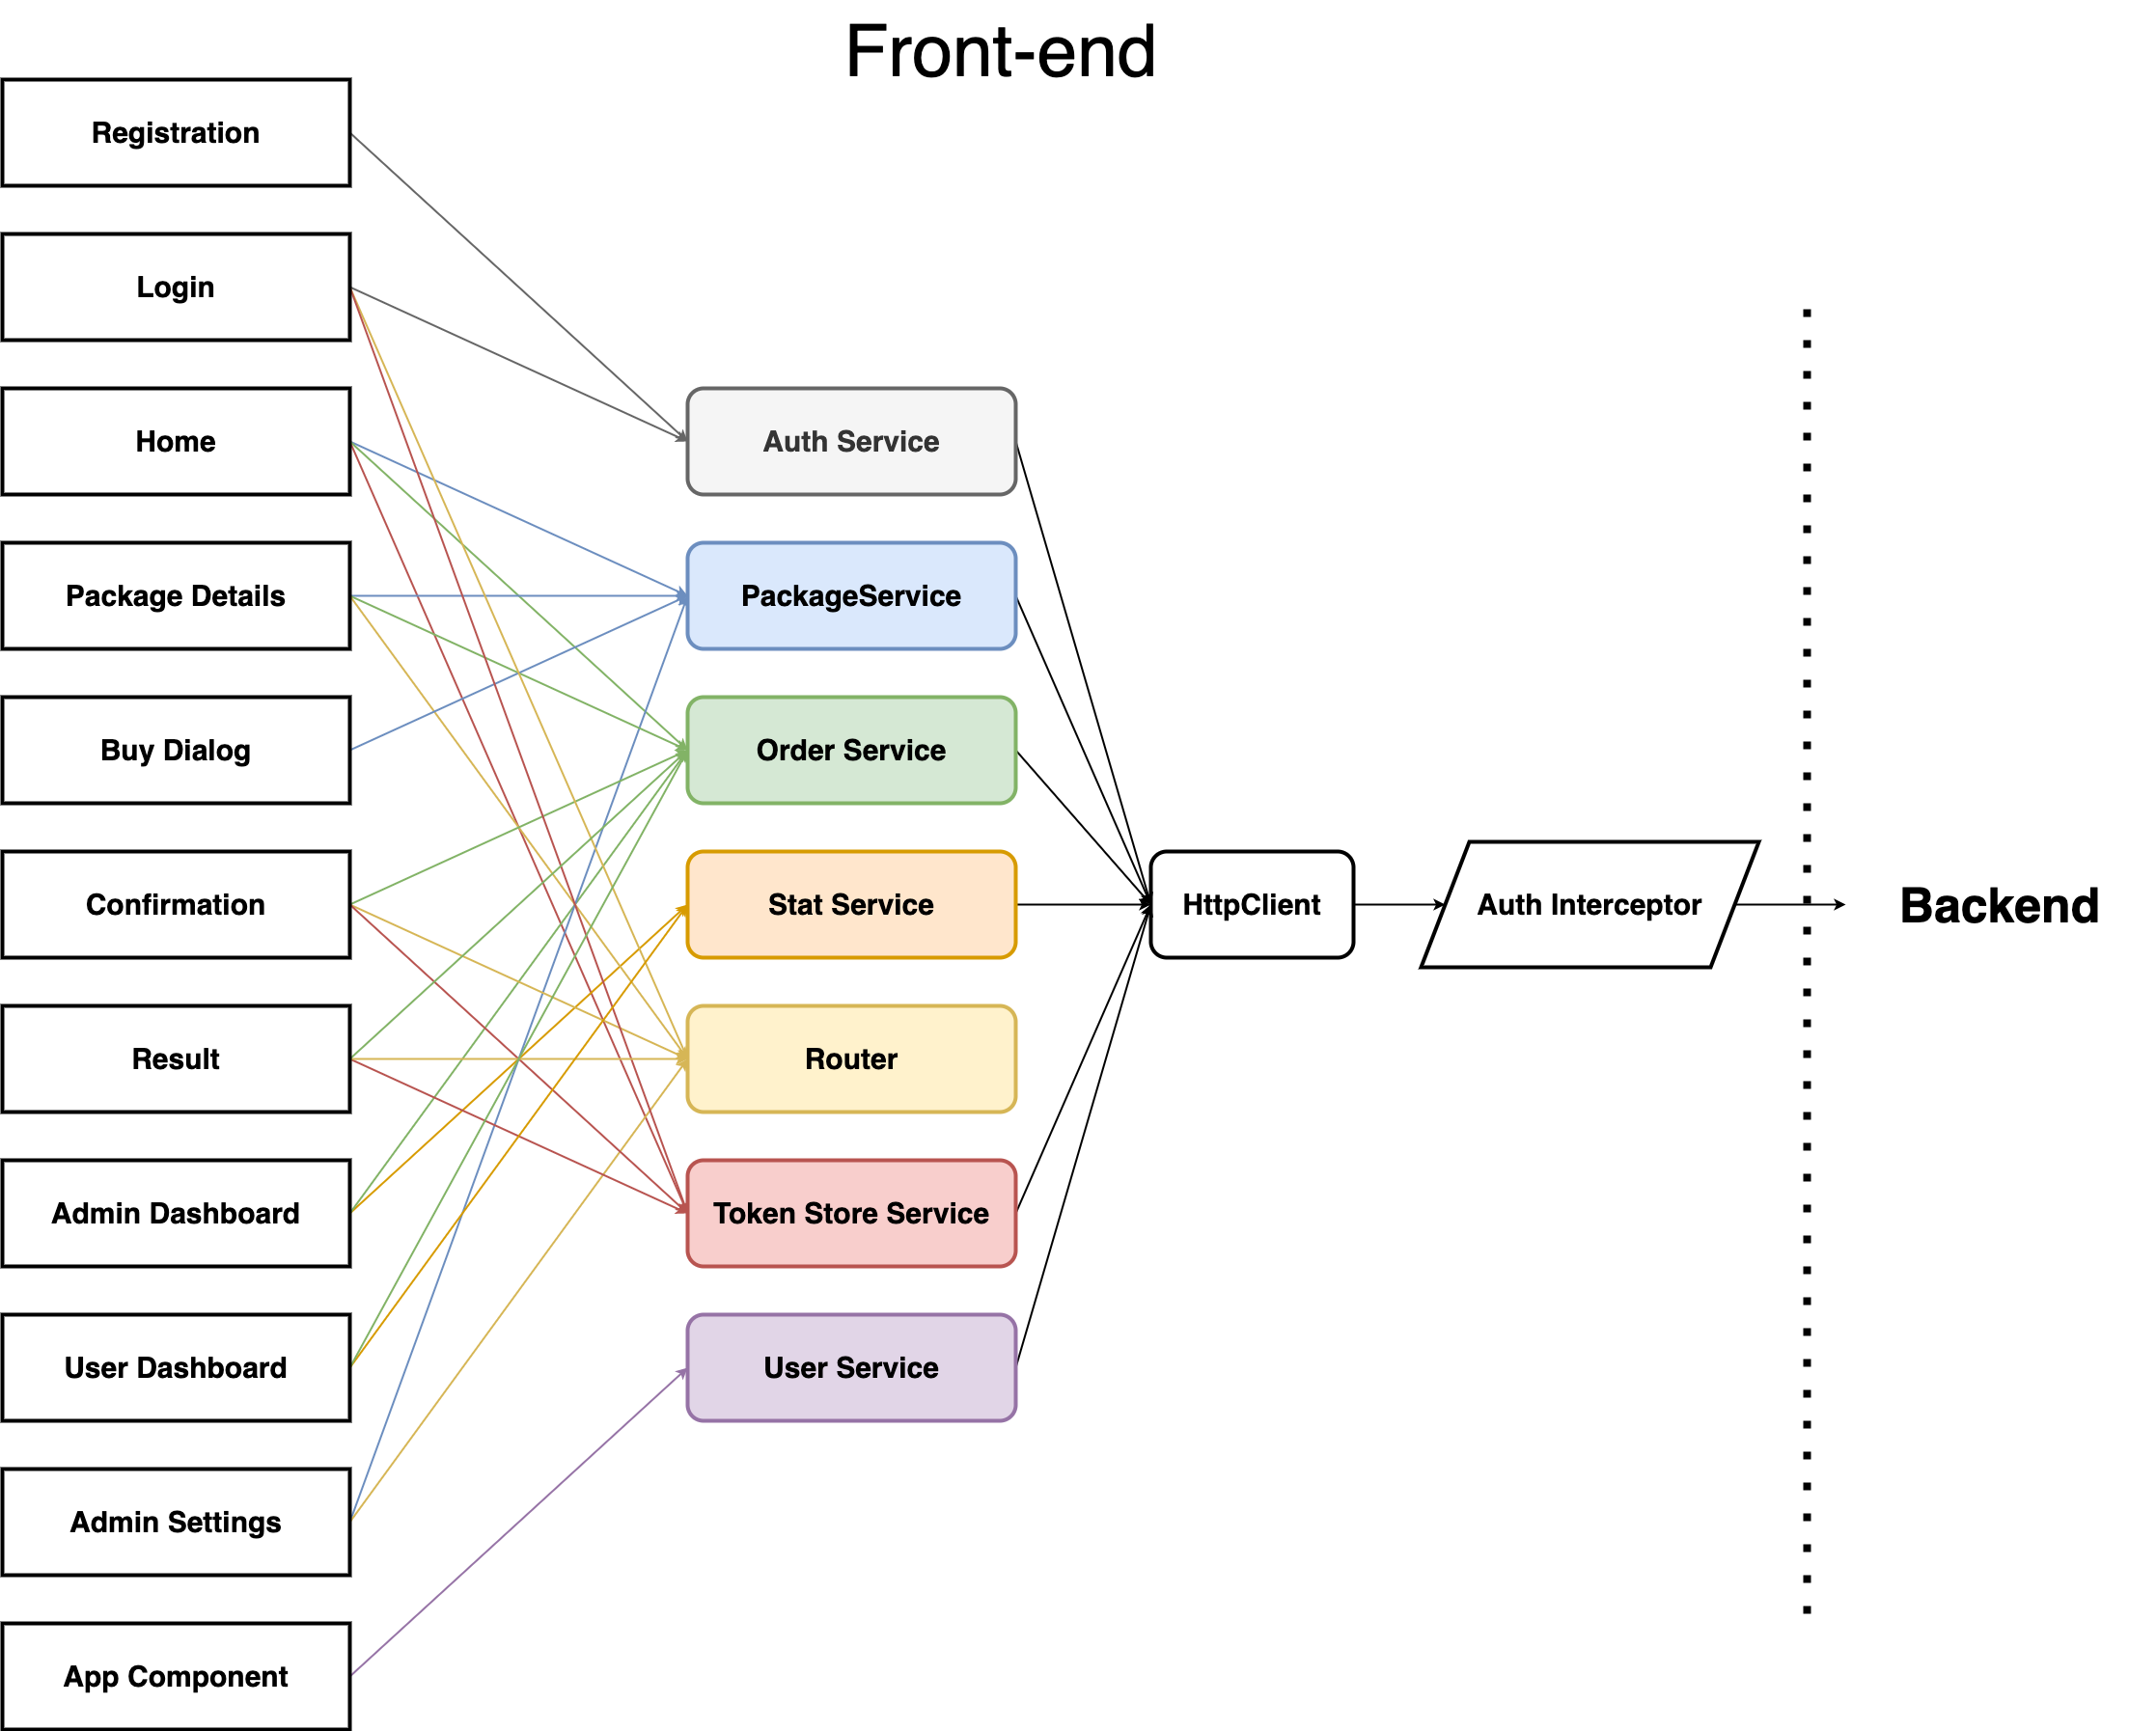 Front-end
Registration
Login
Home
Package Details
Buy Dialog
Confirmation
Result
Admin Dashboard
User Dashboard
Admin Settings
App Component
Auth Service
PackageService
Order Service
Stat Service
Router
Token Store Service
User Service
HttpClient
Auth Interceptor
Backend